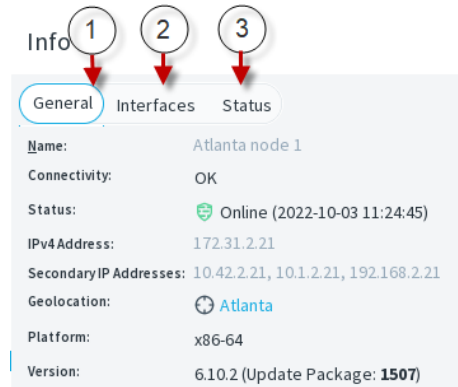 Info
1
2
3
General Interfaces Status
Name: Atlanta node 1
Connectivity: OK
Status: Online (2022-10-03 11:24:45)
IPv4 Address: 172.31.2.21
Secondary IP Addresses: 10.42.2.21, 10.1.2.21, 192.168.2.21
Geolocation: Atlanta
Platform: x86-64
Version: 6.10.2 (Update Package: 1507)